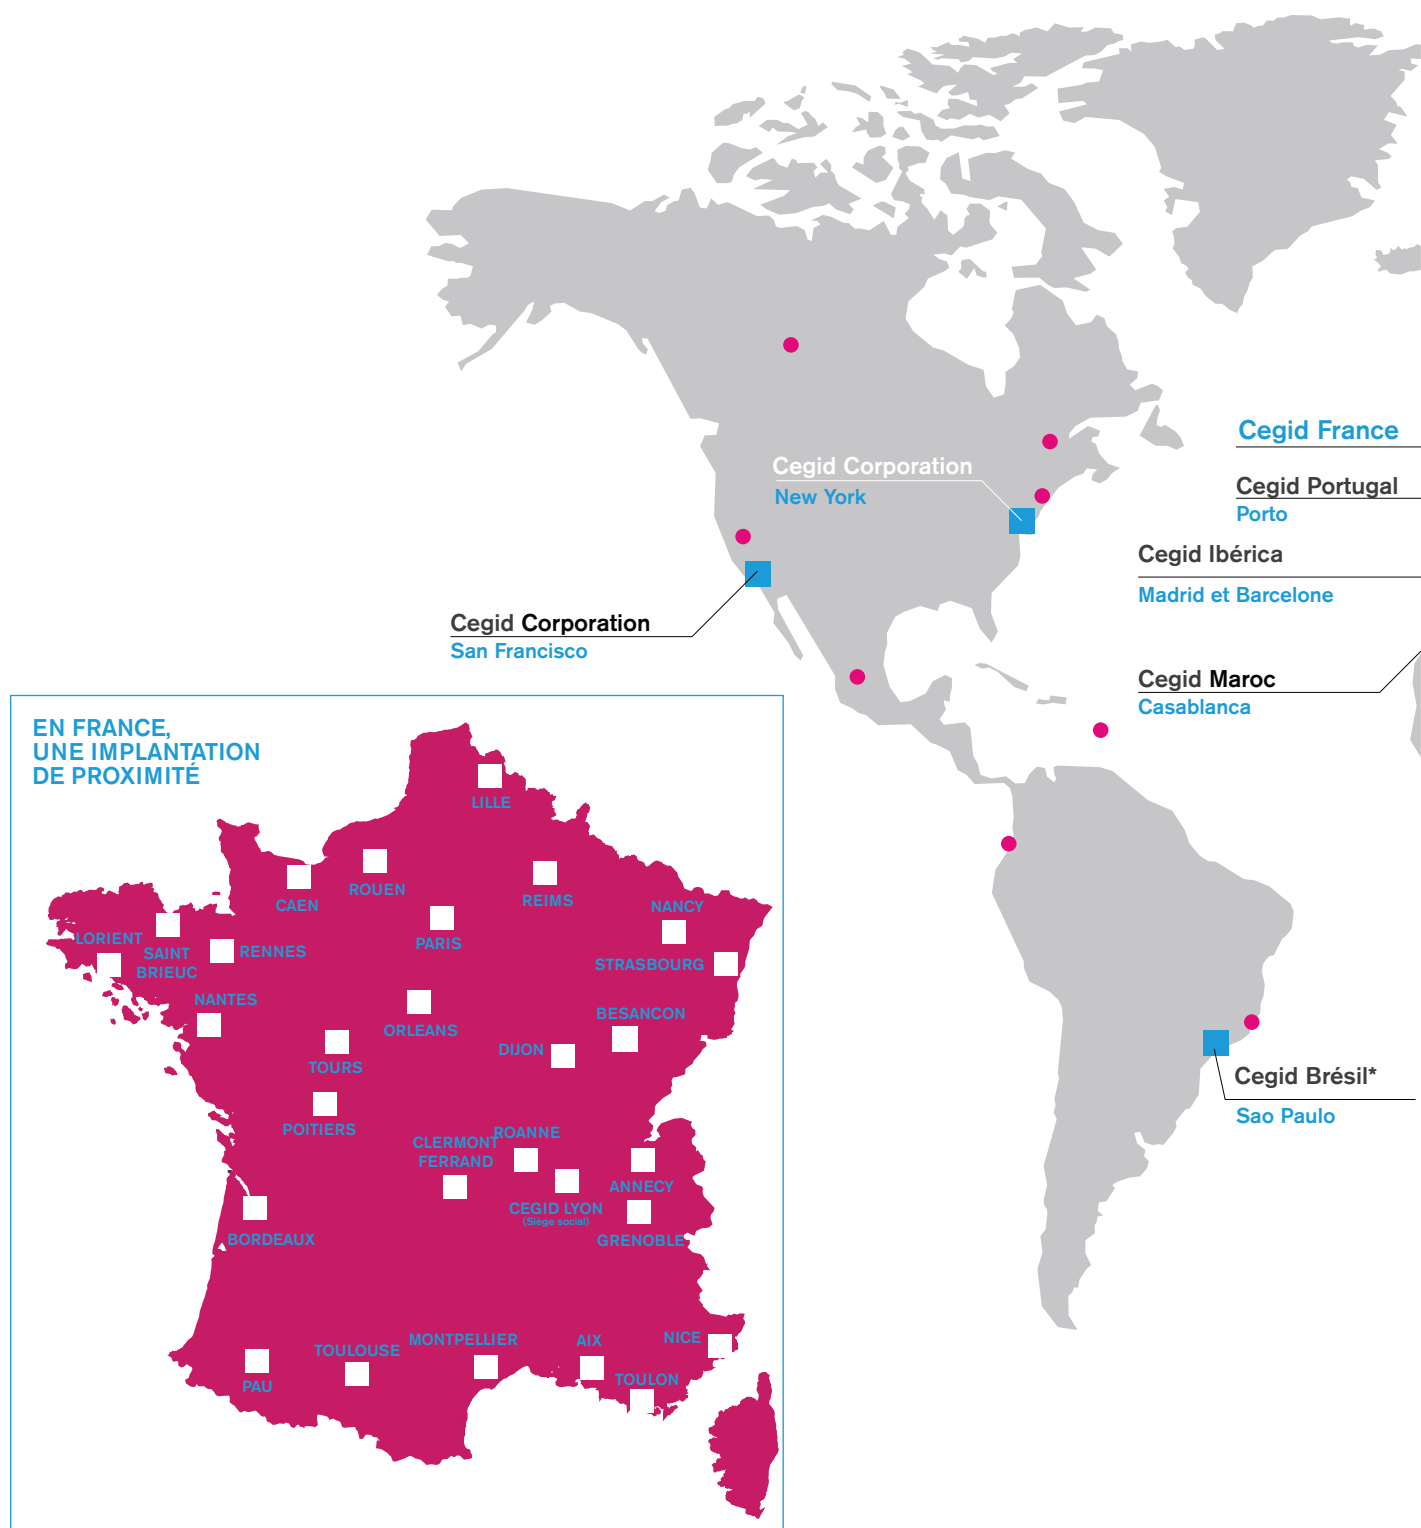 Cegid France
Cegid Corporation
New York
Cegid Portugal
Porto
Cegid Ibérica
Madrid et Barcelone
Cegid Corporation
San Francisco
Cegid Maroc
Casablanca
Cegid Brésil*
Sao Paulo
EN FRANCE,
UNE IMPLANTATION
DE PROXIMITÉ
LILLE
ROUEN
CAEN
REIMS
NANCY
PARIS
LORIENT
SAINT
BRIEUC
RENNES
STRASBOURG
NANTES
ORLEANS
BESANCON
DIJON
TOURS
POITIERS
ROANNE
CLERMONT
FERRAND
ANNECY
CEGID LYON
(Siège social)
GRENOBLE
BORDEAUX
MONTPELLIER
AIX
NICE
TOULOUSE
TOULON
PAU